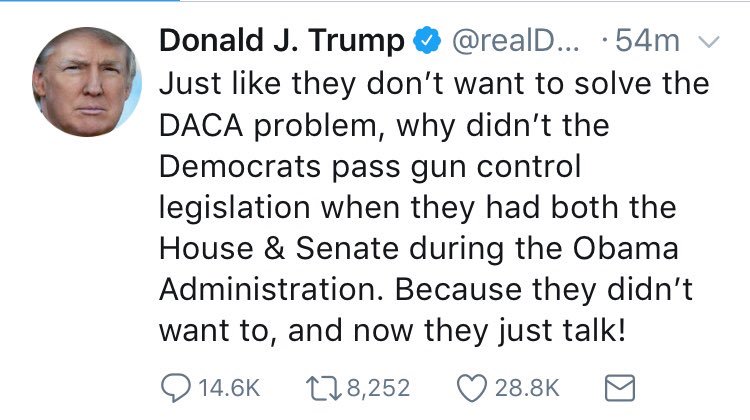 Donald J. Trump @realD... · 54m
Just like they don’t want to solve the
DACA problem, why didn’t the
Democrats pass gun control
legislation when they had both the
House & Senate during the Obama
Administration. Because they didn’t
want to, and now they just talk!
14.6K 8,252 28.8K